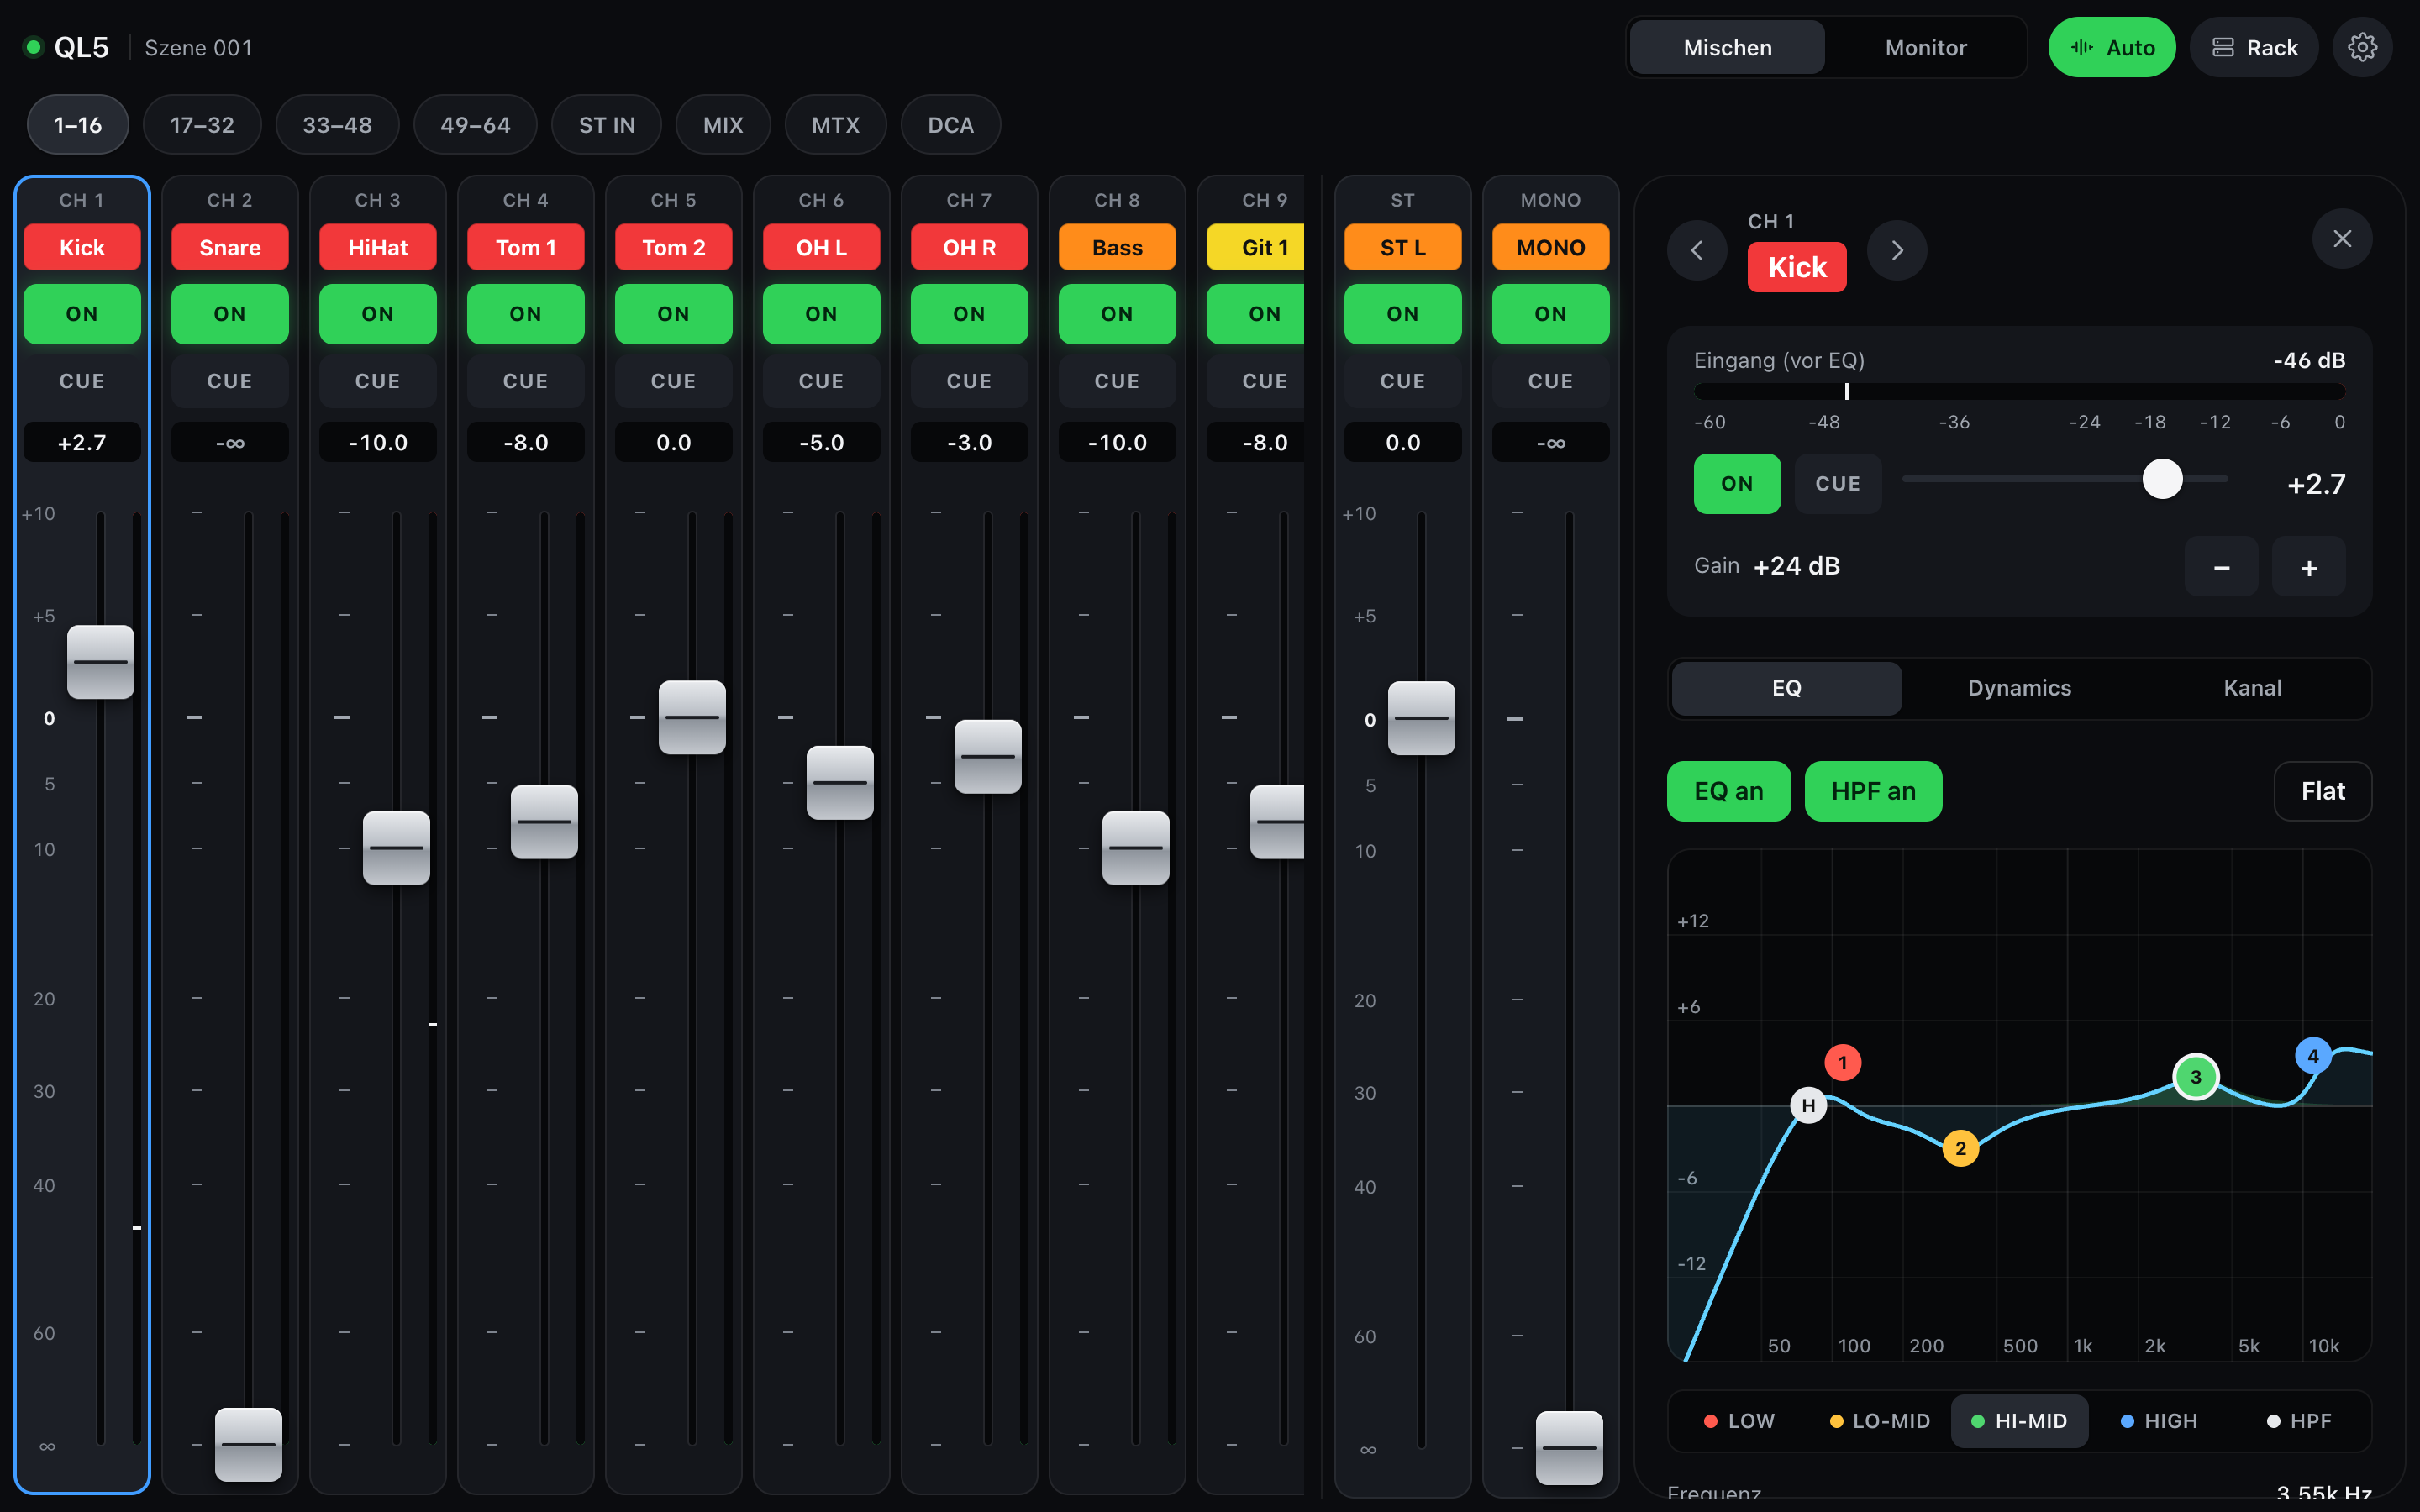 QL5 Szene 001 Mischen Monitor Auto Rack
1–16 17–32 33–48 49–64 ST IN MIX MTX DCA
CH 1 CH 2 CH 3 CH 4 CH 5 CH 6 CH 7 CH 8 CH 9 ST MONO
Kick Snare HiHat Tom 1 Tom 2 OH L OH R Bass Git 1 ST L MONO
ON ON ON ON ON ON ON ON ON ON ON
CUE CUE CUE CUE CUE CUE CUE CUE CUE CUE CUE
+2.7 -∞ -10.0 -8.0 0.0 -5.0 -3.0 -10.0 -8.0 0.0 -∞
+10 +10
+5 +5
0 0
5 5
10 10
20 20
30 30
40 40
60 60
∞ ∞
CH 1
Kick
Eingang (vor EQ) -46 dB
-60 -48 -36 -24 -18 -12 -6 0
ON CUE +2.7
Gain +24 dB − +
EQ Dynamics Kanal
EQ an HPF an Flat
+12
+6
1 4
3
H
2
-6
-12
50 100 200 500 1k 2k 5k 10k
LOW LO-MID HI-MID HIGH HPF
Frequenz 3.55k Hz